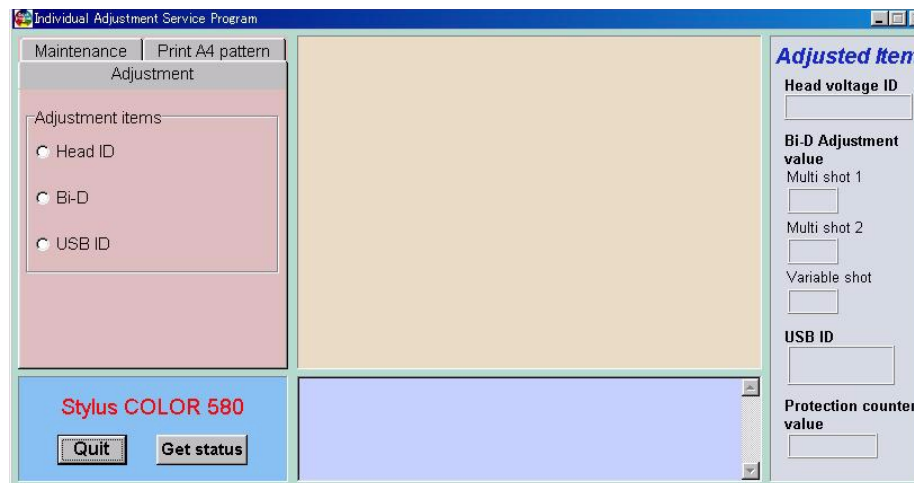 Individual Adjustment Service Program
Maintenance
Print A4 pattern
Adjustment
Adjustment items
Head ID
Bi-D
USB ID
Stylus COLOR 580
Quit
Get status
Adjusted Item
Head voltage ID
Bi-D Adjustment
value
Multi shot 1
Multi shot 2
Variable shot
USB ID
Protection counter
value